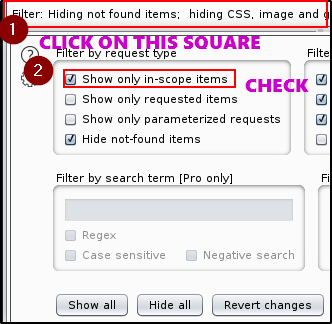 Filter: Hiding not found items; hiding CSS, image and g
1
CLICK ON THIS SQUARE
?
2
Filter by request type
Filte
Show only in-scope items
CHECK
Show only requested items
Show only parameterized requests
Hide not-found items
Filter by search term [Pro only]
Fi
Regex
Case sensitive
Negative search
Show all
Hide all
Revert changes